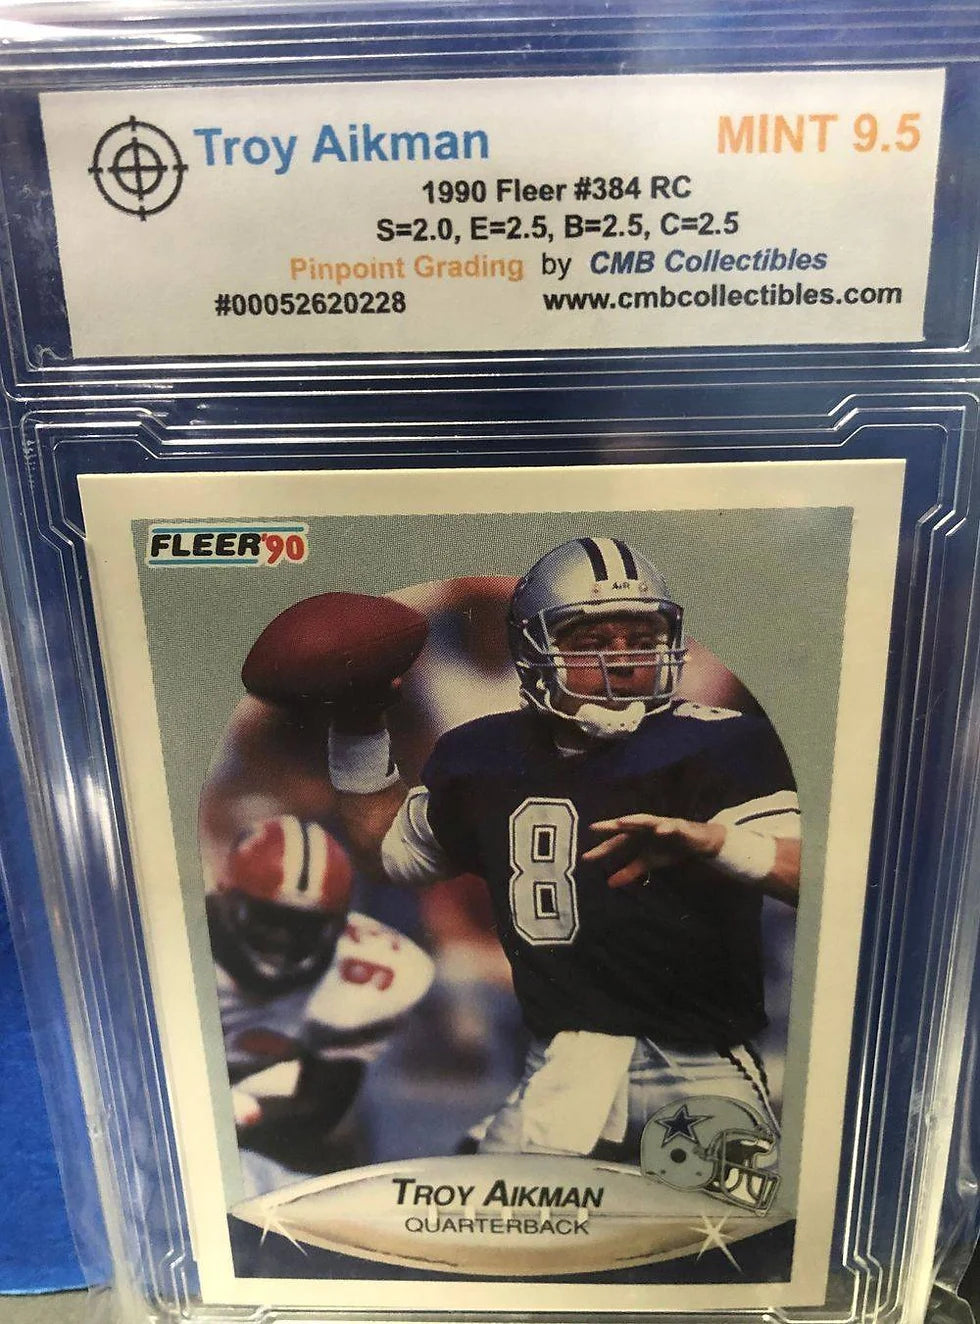 Troy Aikman MINT 9.5
1990 Fleer #384 RC
S=2.0, E=2.5, B=2.5, C=2.5
Pinpoint Grading by CMB Collectibles
#00052620228 www.cmbcollectibles.com
FLEER'90
8
8
TROY AIKMAN
QUARTERBACK